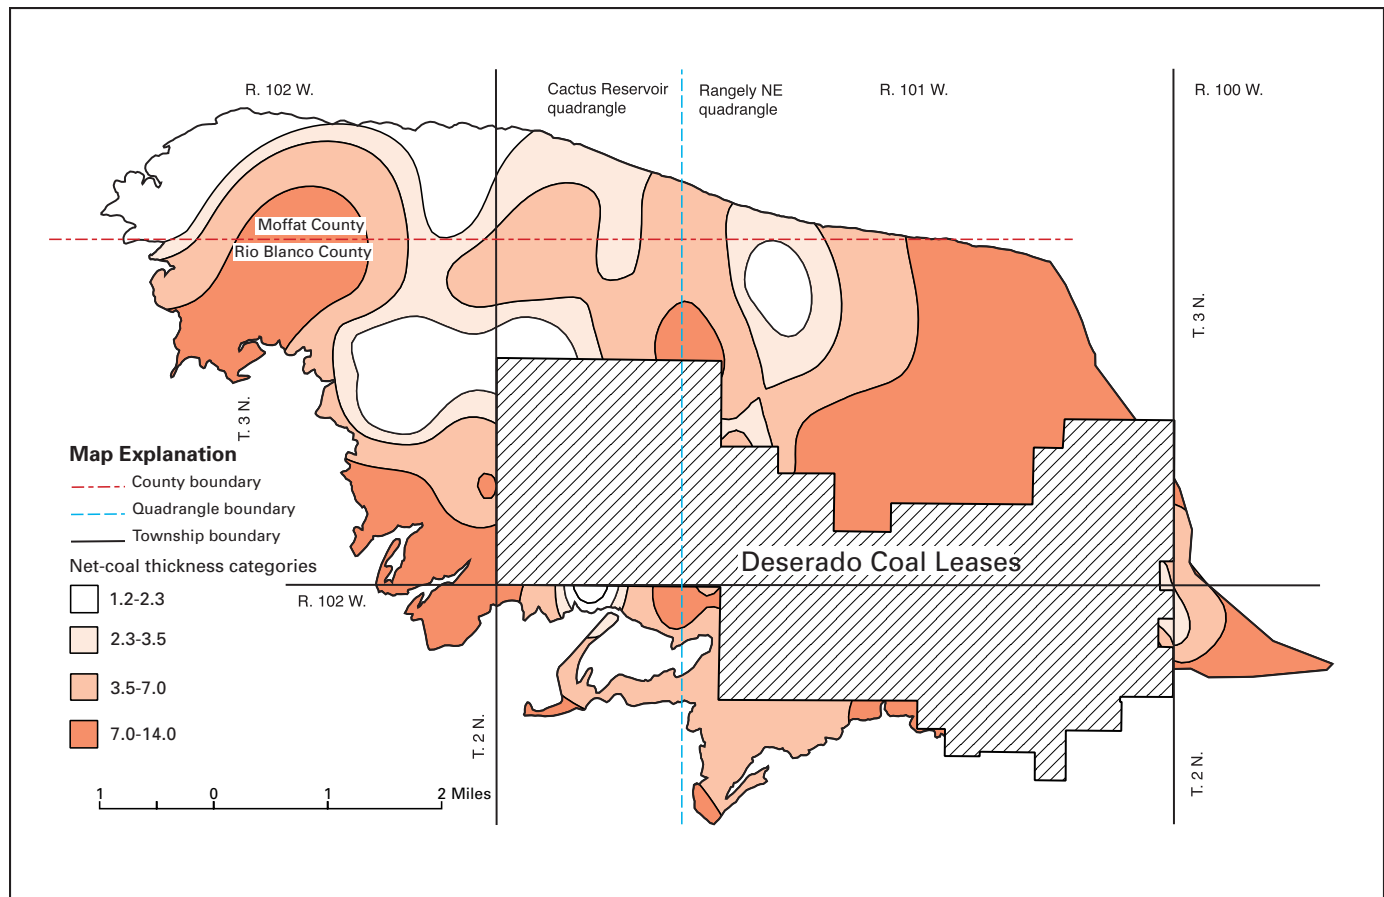 R. 102 W.
Cactus Reservoir
quadrangle
Rangely NE
quadrangle
R. 101 W.
R. 100 W.
Moffat County
Rio Blanco County
T. 3 N.
T. 3 N.
Map Explanation
County boundary
Quadrangle boundary
Township boundary
Net-coal thickness categories
1.2-2.3
2.3-3.5
3.5-7.0
7.0-14.0
Deserado Coal Leases
R. 102 W.
T. 2 N.
T. 2 N.
1 0 1 2 Miles